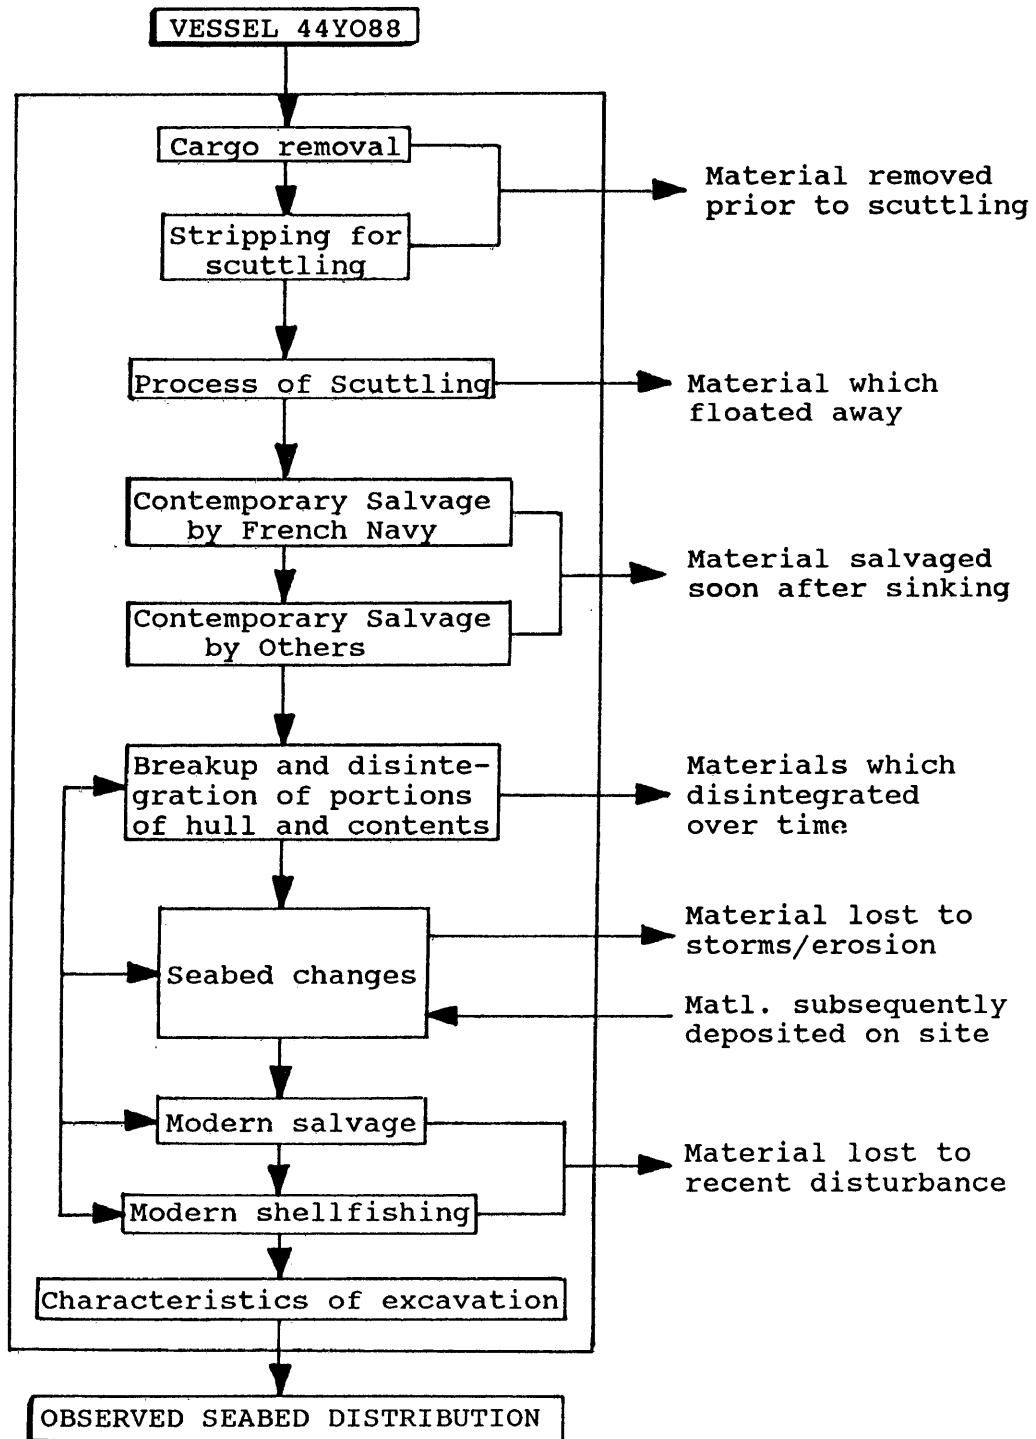 VESSEL 44YO88
Cargo removal
Material removed
prior to scuttling
Stripping for
scuttling
Process of Scuttling
Material which
floated away
Contemporary Salvage
by French Navy
Material salvaged
soon after sinking
Contemporary Salvage
by Others
Breakup and disinte-
gration of portions
of hull and contents
Materials which
disintegrated
over time
Seabed changes
Material lost to
storms/erosion
Matl. subsequently
deposited on site
Modern salvage
Material lost to
recent disturbance
Modern shellfishing
Characteristics of excavation
OBSERVED SEABED DISTRIBUTION